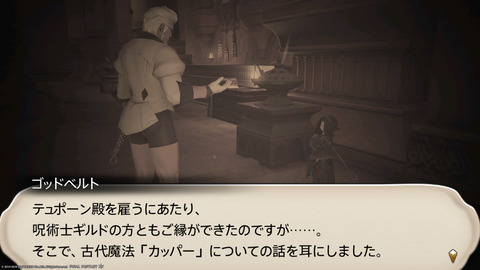 ゴッドベルト
テュポーン殿を雇うにあたり、
呪術士ギルドの方ともご縁ができたのですが……。
そこで、古代魔法「カッパー」についての話を耳にしました。